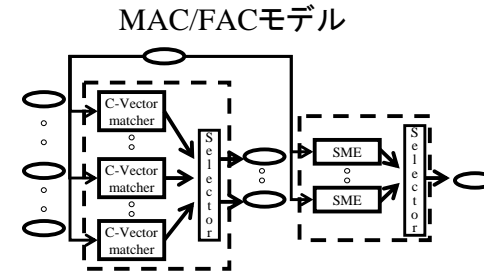 MAC/FACモデル
C-Vector
matcher
C-Vector
matcher
C-Vector
matcher
Selector
SME
SME
Selector